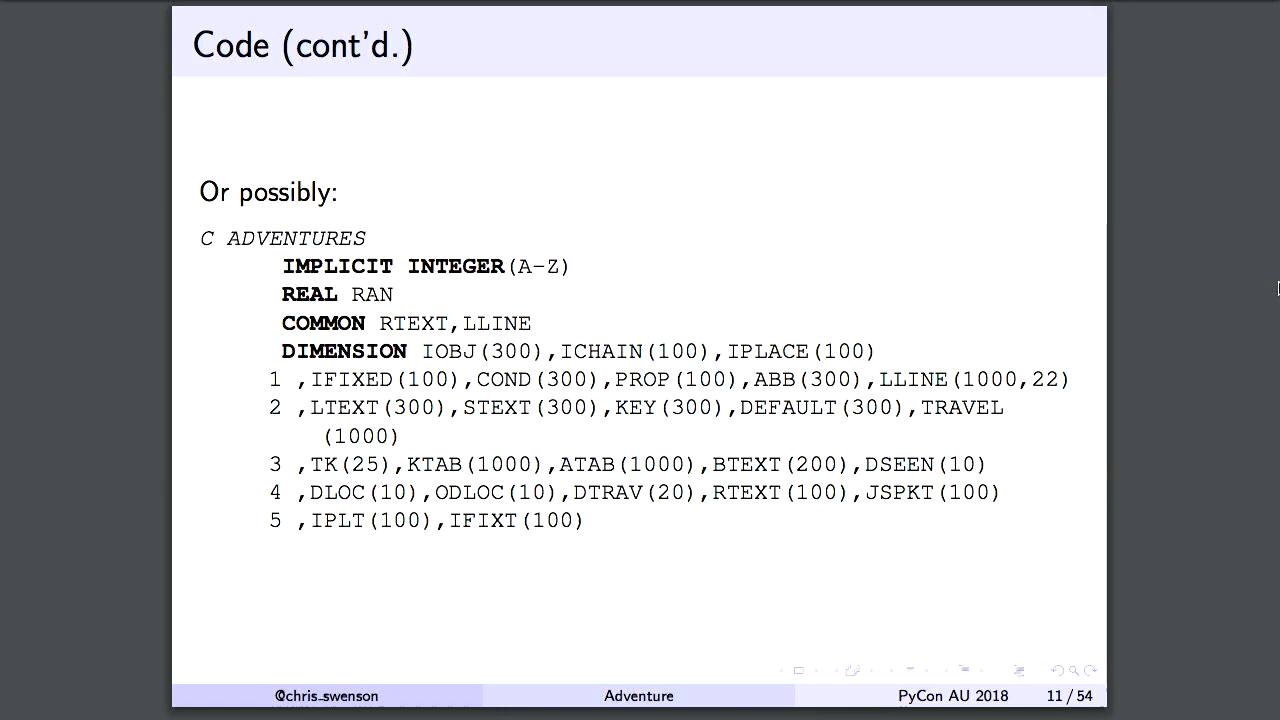 Code (cont'd.)
Or possibly:
C ADVENTURES
IMPLICIT INTEGER(A-Z)
REAL RAN
COMMON RTEXT,LLINE
DIMENSION IOBJ(300),ICHAIN(100),IPLACE(100)
1 ,IFIXED(100),COND(300),PROP(100),ABB(300),LLINE(1000,22)
2 ,LTEXT(300),STEXT(300),KEY(300),DEFAULT(300),TRAVEL
(1000)
3 ,TK(25),KTAB(1000),ATAB(1000),BTEXT(200),DSEEN(10)
4 ,DLOC(10),ODLOC(10),DTRAV(20),RTEXT(100),JSPKT(100)
5 ,IPLT(100),IFIXT(100)
@chris_swenson Adventure PyCon AU 2018 11 / 54